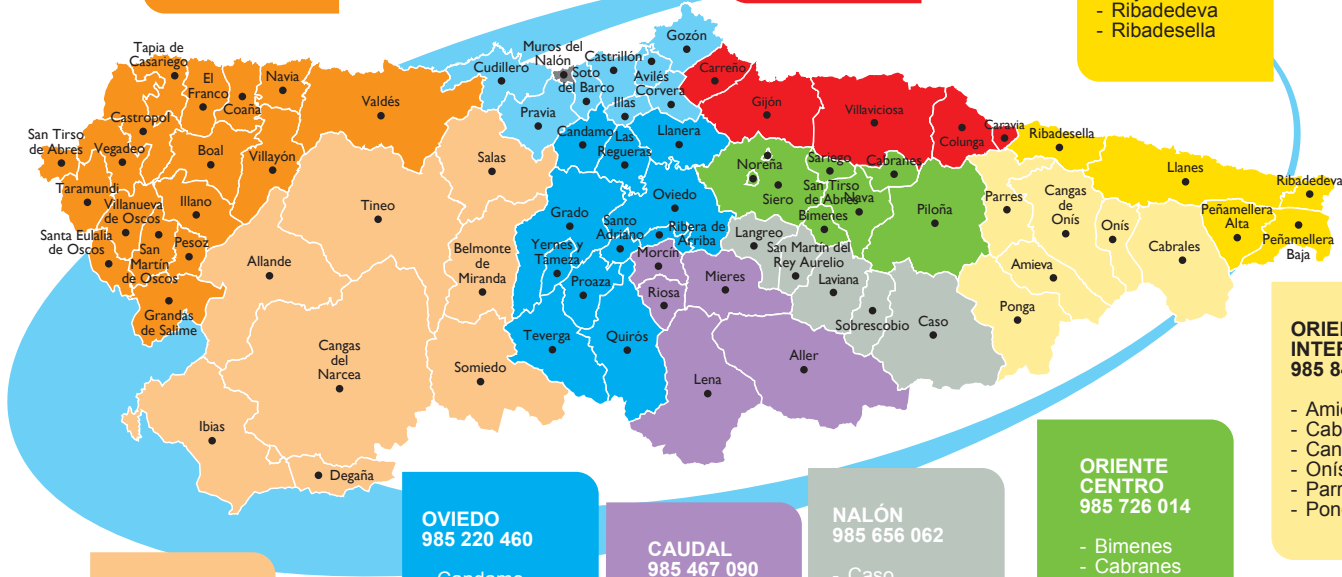 - Ribadedeva
- Ribadesella
Tapia de
Casariego
El
Franco
Coaña
Navia
Valdés
Castropol
San Tirso
de Abres
Vegadeo
Boal
Villayón
Taramundi
Villanueva
de Oscos
Illano
Santa Eulalia
de Oscos
San
Martín
de Oscos
Pesoz
Grandas
de Salime
Cudillero
Muros del
Nalón
Soto
del Barco
Castrillón
Gozón
Avilés
Corvera
Illas
Pravia
Carreño
Gijón
Villaviciosa
Colunga
Caravia
Ribadesella
Llanes
Ribadedeva
Peñamellera
Alta
Peñamellera
Baja
Candamo
Las
Regueras
Llanera
Noreña
Siero
Sariego
Cabranes
San Tirso
de Abres
Nava
Bimenes
Piloña
Parres
Cangas
de
Onís
Onís
Cabrales
Amieva
Ponga
Salas
Tineo
Allande
Belmonte
de
Miranda
Cangas
del
Narcea
Somiedo
Ibias
Degaña
Grado
Oviedo
Santo
Adriano
Ribera de
Arriba
Yernes y
Tameza
Proaza
Teverga
Quirós
Morcín
Riosa
Mieres
Lena
Aller
Langreo
San Martín del
Rey Aurelio
Laviana
Sobrescobio
Caso
OVIEDO
985 220 460
- Candamo
CAUDAL
985 467 090
NALÓN
985 656 062
- Caso
ORIENTE
CENTRO
985 726 014
- Bimenes
- Cabranes